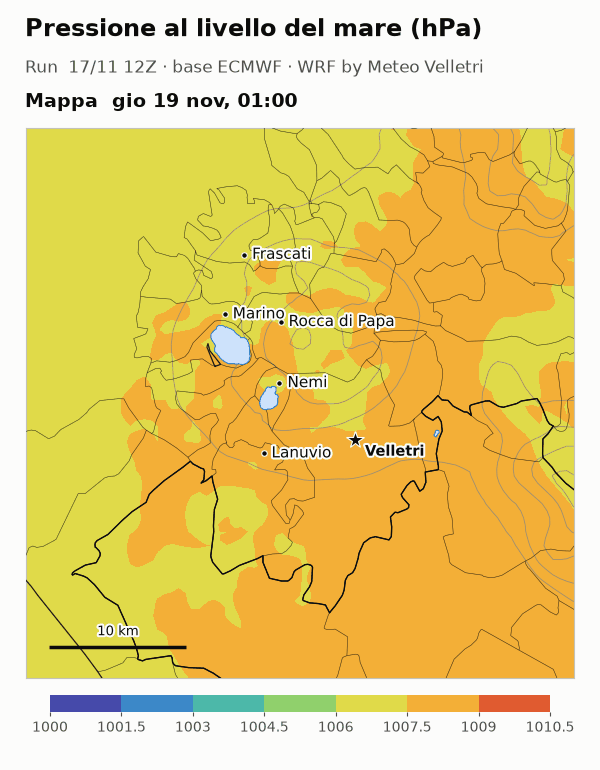 Pressione al livello del mare (hPa)
Run  17/11 12Z · base ECMWF · WRF by Meteo Velletri
Mappa  gio 19 nov, 01:00
Frascati
Marino
Rocca di Papa
Nemi
Velletri
Lanuvio
10 km
1000 1001.5 1003 1004.5 1006 1007.5 1009 1010.5